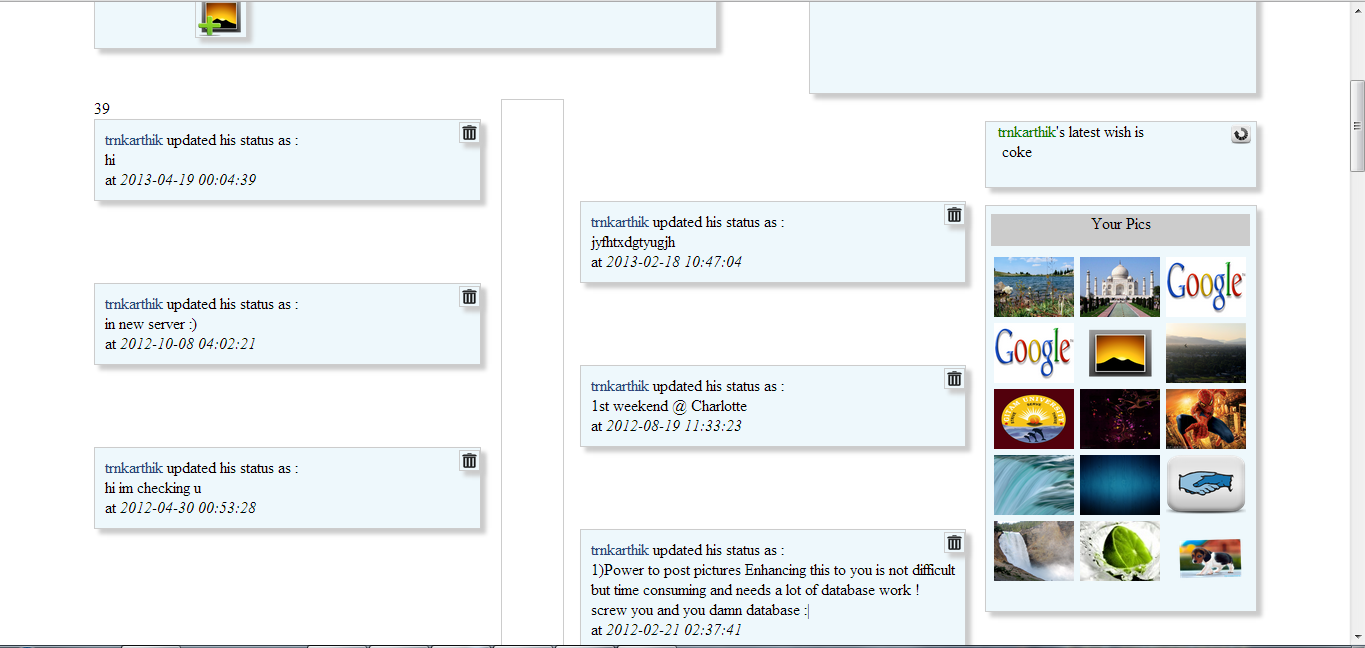 39
trnkarthik updated his status as :
hi
at 2013-04-19 00:04:39
trnkarthik updated his status as :
jyfhtxdgtyugjh
at 2013-02-18 10:47:04
trnkarthik updated his status as :
in new server :)
at 2012-10-08 04:02:21
trnkarthik updated his status as :
1st weekend @ Charlotte
at 2012-08-19 11:33:23
trnkarthik updated his status as :
hi im checking u
at 2012-04-30 00:53:28
trnkarthik updated his status as :
1)Power to post pictures Enhancing this to you is not difficult
but time consuming and needs a lot of database work !
screw you and you damn database :|
at 2012-02-21 02:37:41
trnkarthik's latest wish is
coke
Your Pics
Google
Google